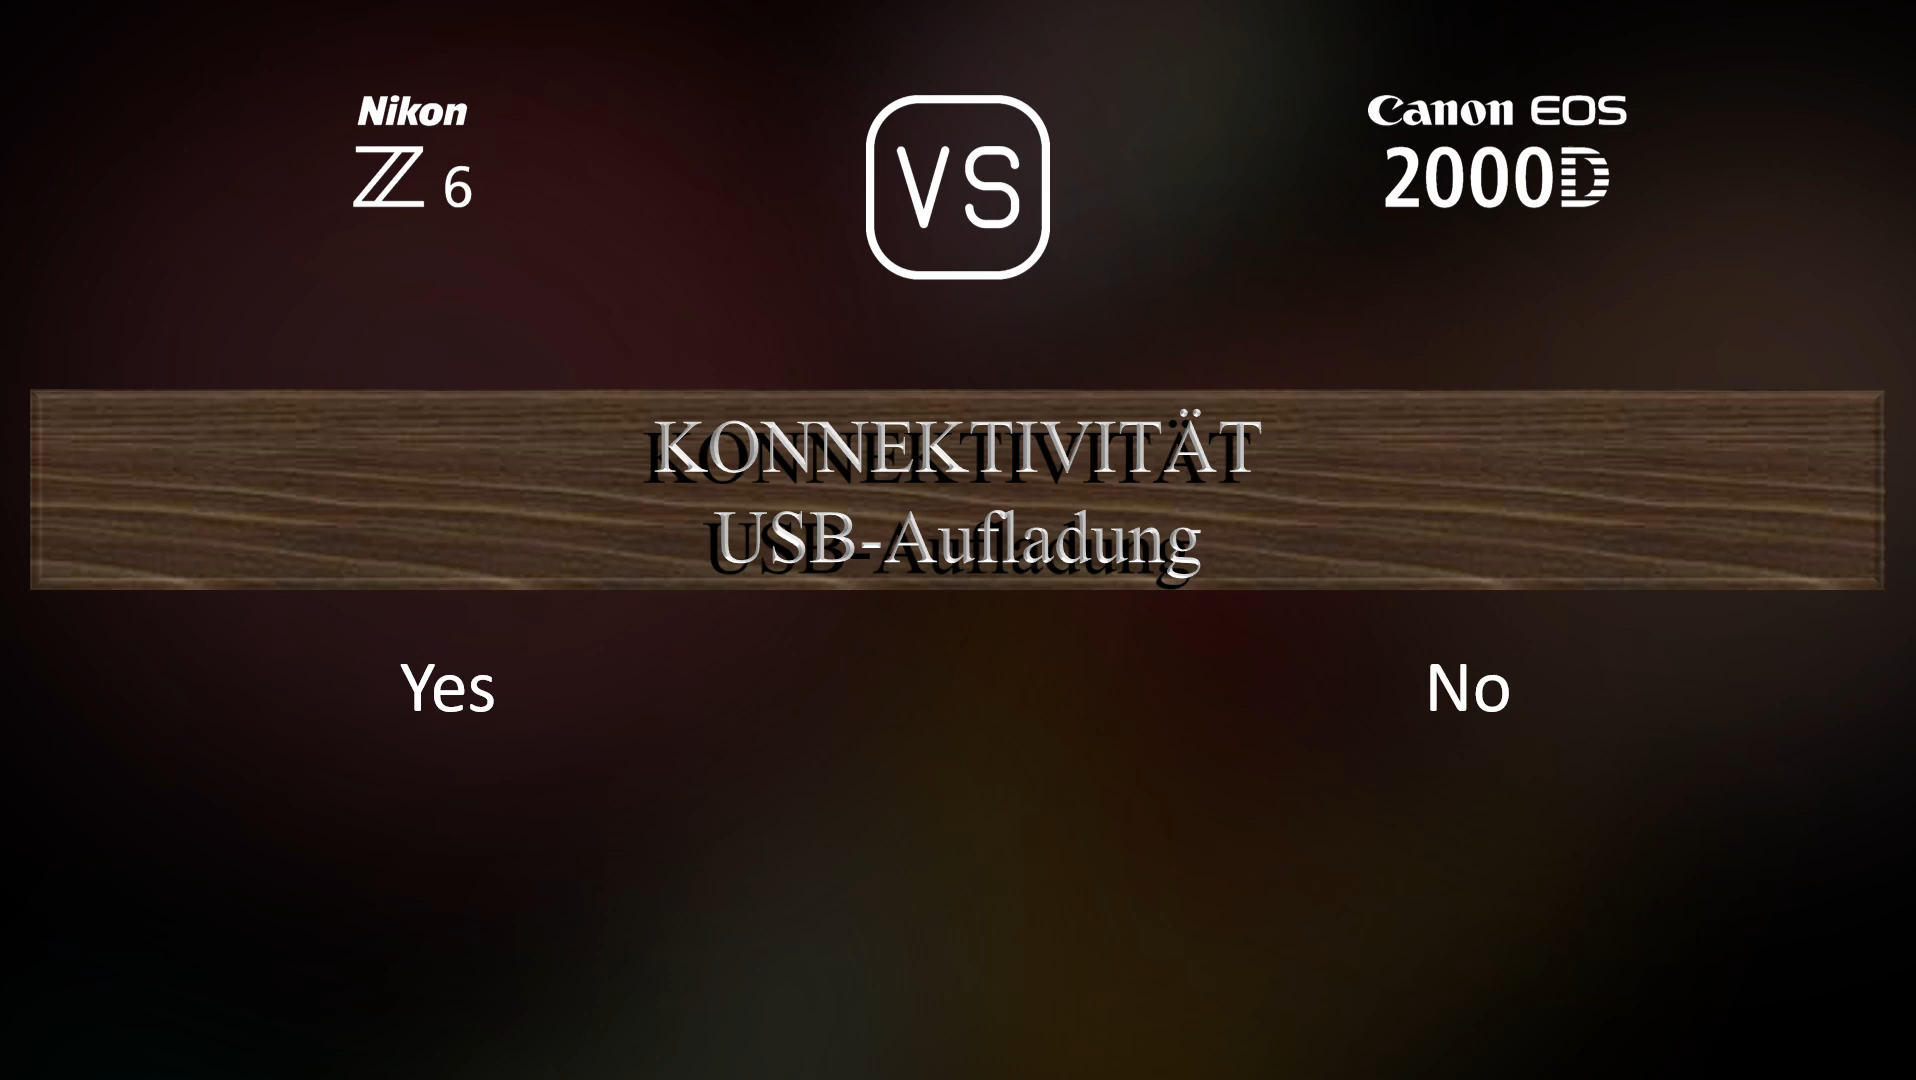 Nikon
Z 6
VS
Canon EOS
2000D
KONNEKTIVITÄT
USB-Aufladung
Yes
No